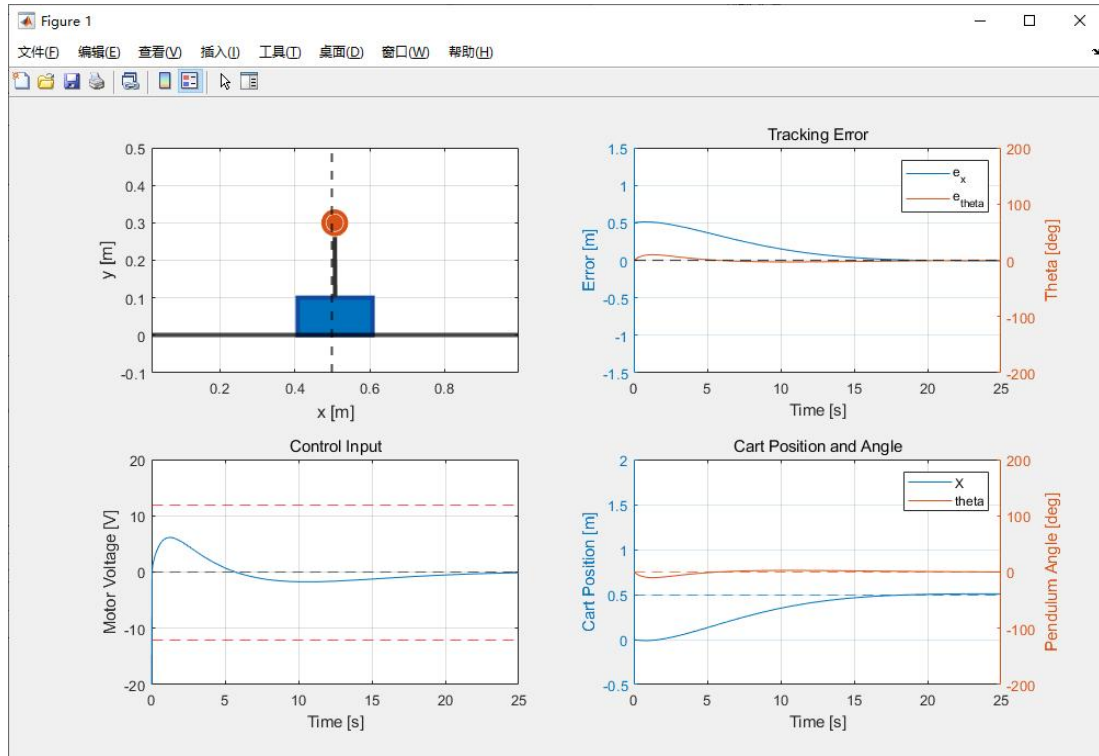 Figure 1
文件(F) 编辑(E) 查看(V) 插入(I) 工具(T) 桌面(D) 窗口(W) 帮助(H)
0.5
0.4
0.3
0.2
0.1
0
-0.1
y [m]
0.2 0.4 0.6 0.8
x [m]
Tracking Error
1.5
1
0.5
0
-0.5
-1
-1.5
Error [m]
e_x
e_theta
200
100
0
-100
-200
Theta [deg]
0 5 10 15 20 25
Time [s]
Control Input
20
10
0
-10
-20
Motor Voltage [V]
0 5 10 15 20 25
Time [s]
Cart Position and Angle
2
1.5
1
0.5
0
-0.5
Cart Position [m]
X
theta
200
100
0
-100
-200
Pendulum Angle [deg]
0 5 10 15 20 25
Time [s]